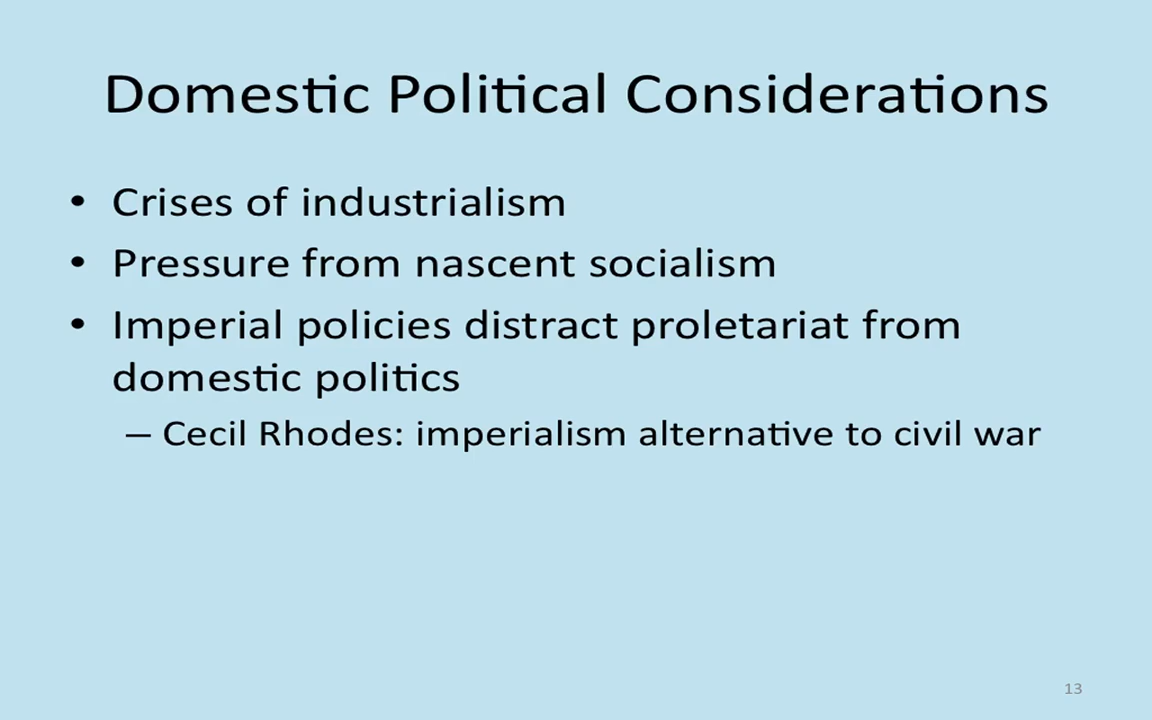 Domestic Political Considerations
• Crises of industrialism
• Pressure from nascent socialism
• Imperial policies distract proletariat from
domestic politics
– Cecil Rhodes: imperialism alternative to civil war
13